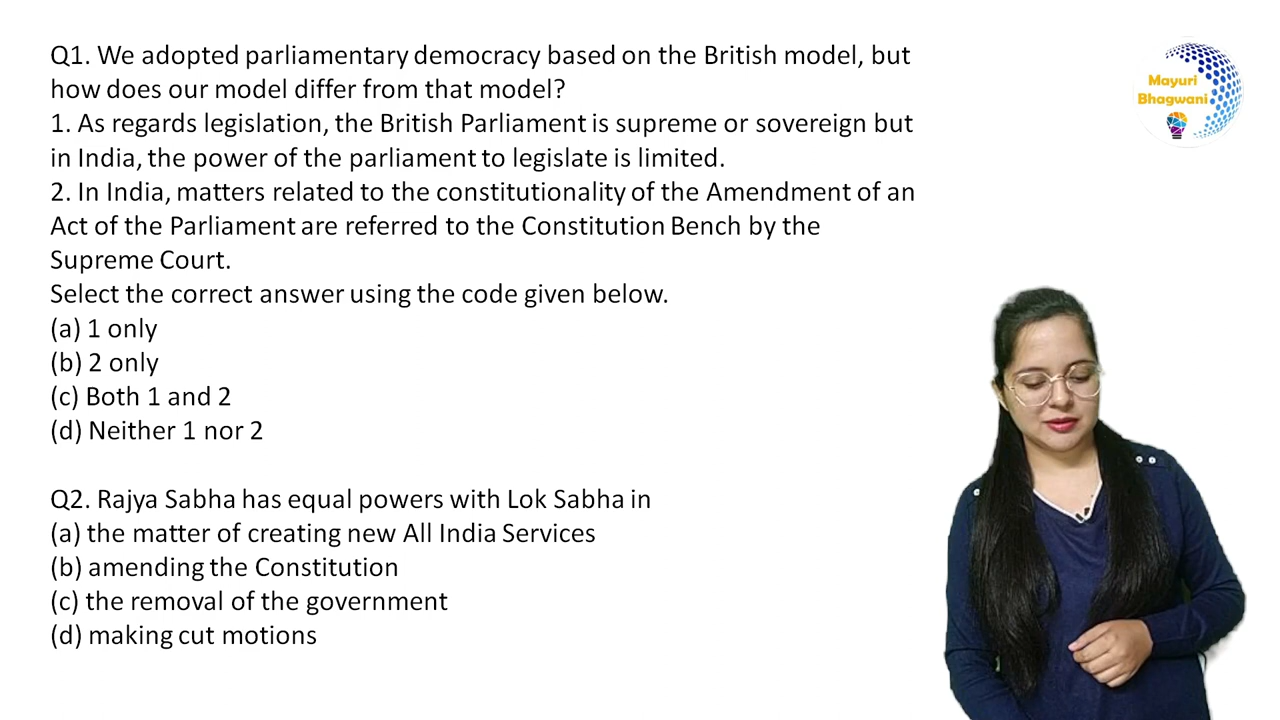 Q1. We adopted parliamentary democracy based on the British model, but
how does our model differ from that model?
1. As regards legislation, the British Parliament is supreme or sovereign but
in India, the power of the parliament to legislate is limited.
2. In India, matters related to the constitutionality of the Amendment of an
Act of the Parliament are referred to the Constitution Bench by the
Supreme Court.
Select the correct answer using the code given below.
(a) 1 only
(b) 2 only
(c) Both 1 and 2
(d) Neither 1 nor 2
Q2. Rajya Sabha has equal powers with Lok Sabha in
(a) the matter of creating new All India Services
(b) amending the Constitution
(c) the removal of the government
(d) making cut motions
Mayuri
Bhagwani